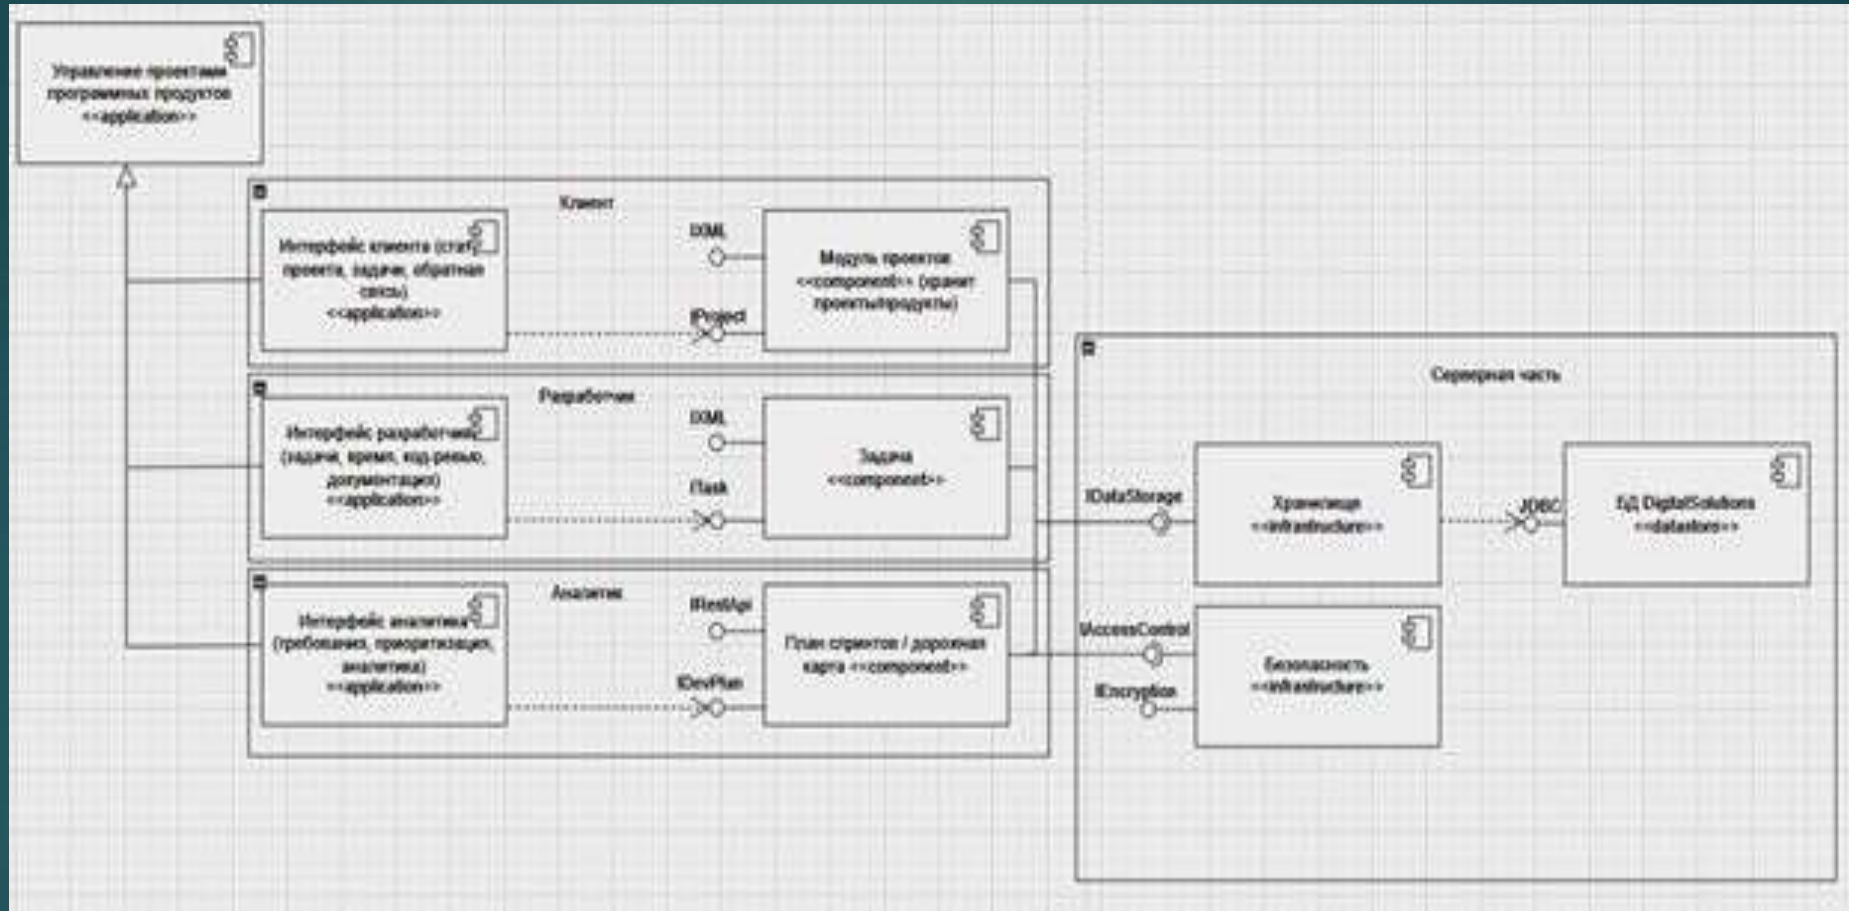 Управление проектами
программных продуктов
<<application>>
Клиент
Интерфейс клиента (стат
проекта, задачи, обратная
связь)
<<application>>
IXML
IProject
Модуль проектов
<<component>> (хранит
проекты/продукты)
Разработчик
Интерфейс разработчика
(задачи, время, код-ревью,
документация)
<<application>>
IXML
ITask
Задача
<<component>>
Аналитик
Интерфейс аналитика
(требования, приоритизация,
аналитика)
<<application>>
IRestApi
IDevPlan
План спринтов / дорожная
карта <<component>>
Серверная часть
IDataStorage
Хранилище
<<infrastructure>>
JDBC
БД DigitalSolutions
<<datastore>>
IAccessControl
IEncryption
Безопасность
<<infrastructure>>